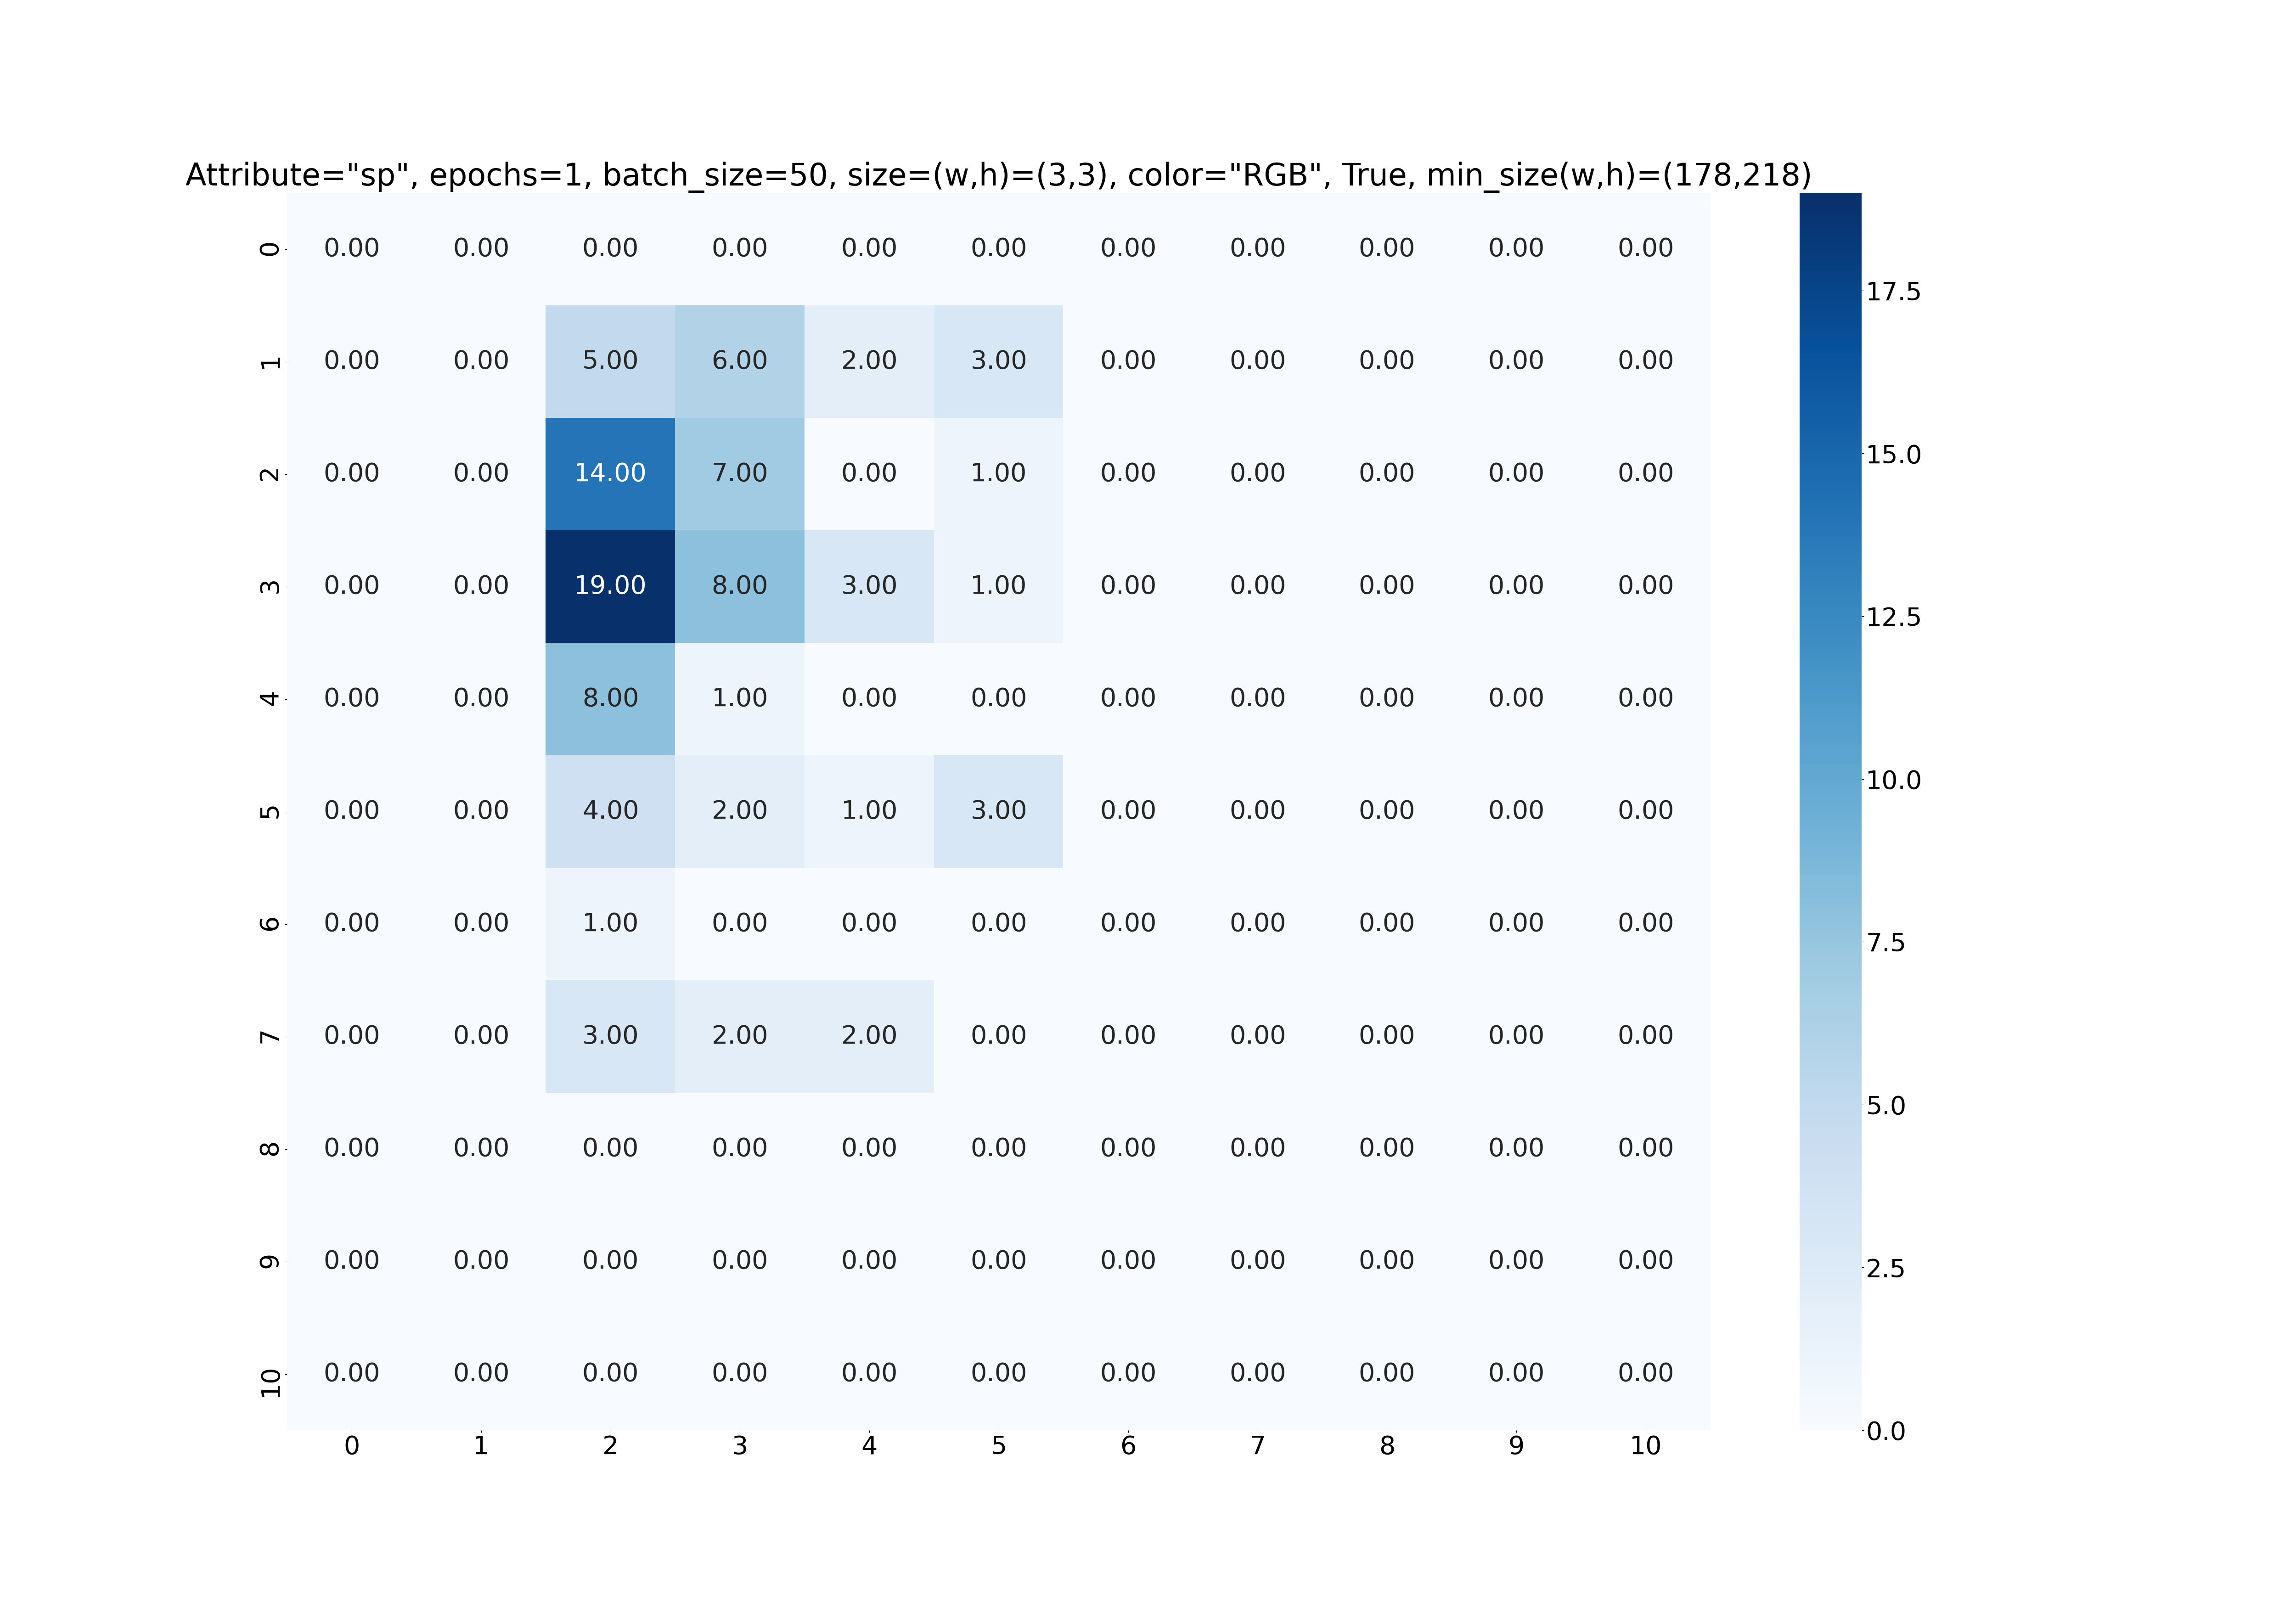 Attribute="sp", epochs=1, batch_size=50, size=(w,h)=(3,3), color="RGB", True, min_size(w,h)=(178,218)
0 0.00 0.00 0.00 0.00 0.00 0.00 0.00 0.00 0.00 0.00 0.00
1 0.00 0.00 5.00 6.00 2.00 3.00 0.00 0.00 0.00 0.00 0.00
2 0.00 0.00 14.00 7.00 0.00 1.00 0.00 0.00 0.00 0.00 0.00
3 0.00 0.00 19.00 8.00 3.00 1.00 0.00 0.00 0.00 0.00 0.00
4 0.00 0.00 8.00 1.00 0.00 0.00 0.00 0.00 0.00 0.00 0.00
5 0.00 0.00 4.00 2.00 1.00 3.00 0.00 0.00 0.00 0.00 0.00
6 0.00 0.00 1.00 0.00 0.00 0.00 0.00 0.00 0.00 0.00 0.00
7 0.00 0.00 3.00 2.00 2.00 0.00 0.00 0.00 0.00 0.00 0.00
8 0.00 0.00 0.00 0.00 0.00 0.00 0.00 0.00 0.00 0.00 0.00
9 0.00 0.00 0.00 0.00 0.00 0.00 0.00 0.00 0.00 0.00 0.00
10 0.00 0.00 0.00 0.00 0.00 0.00 0.00 0.00 0.00 0.00 0.00
0 1 2 3 4 5 6 7 8 9 10
17.5
15.0
12.5
10.0
7.5
5.0
2.5
0.0